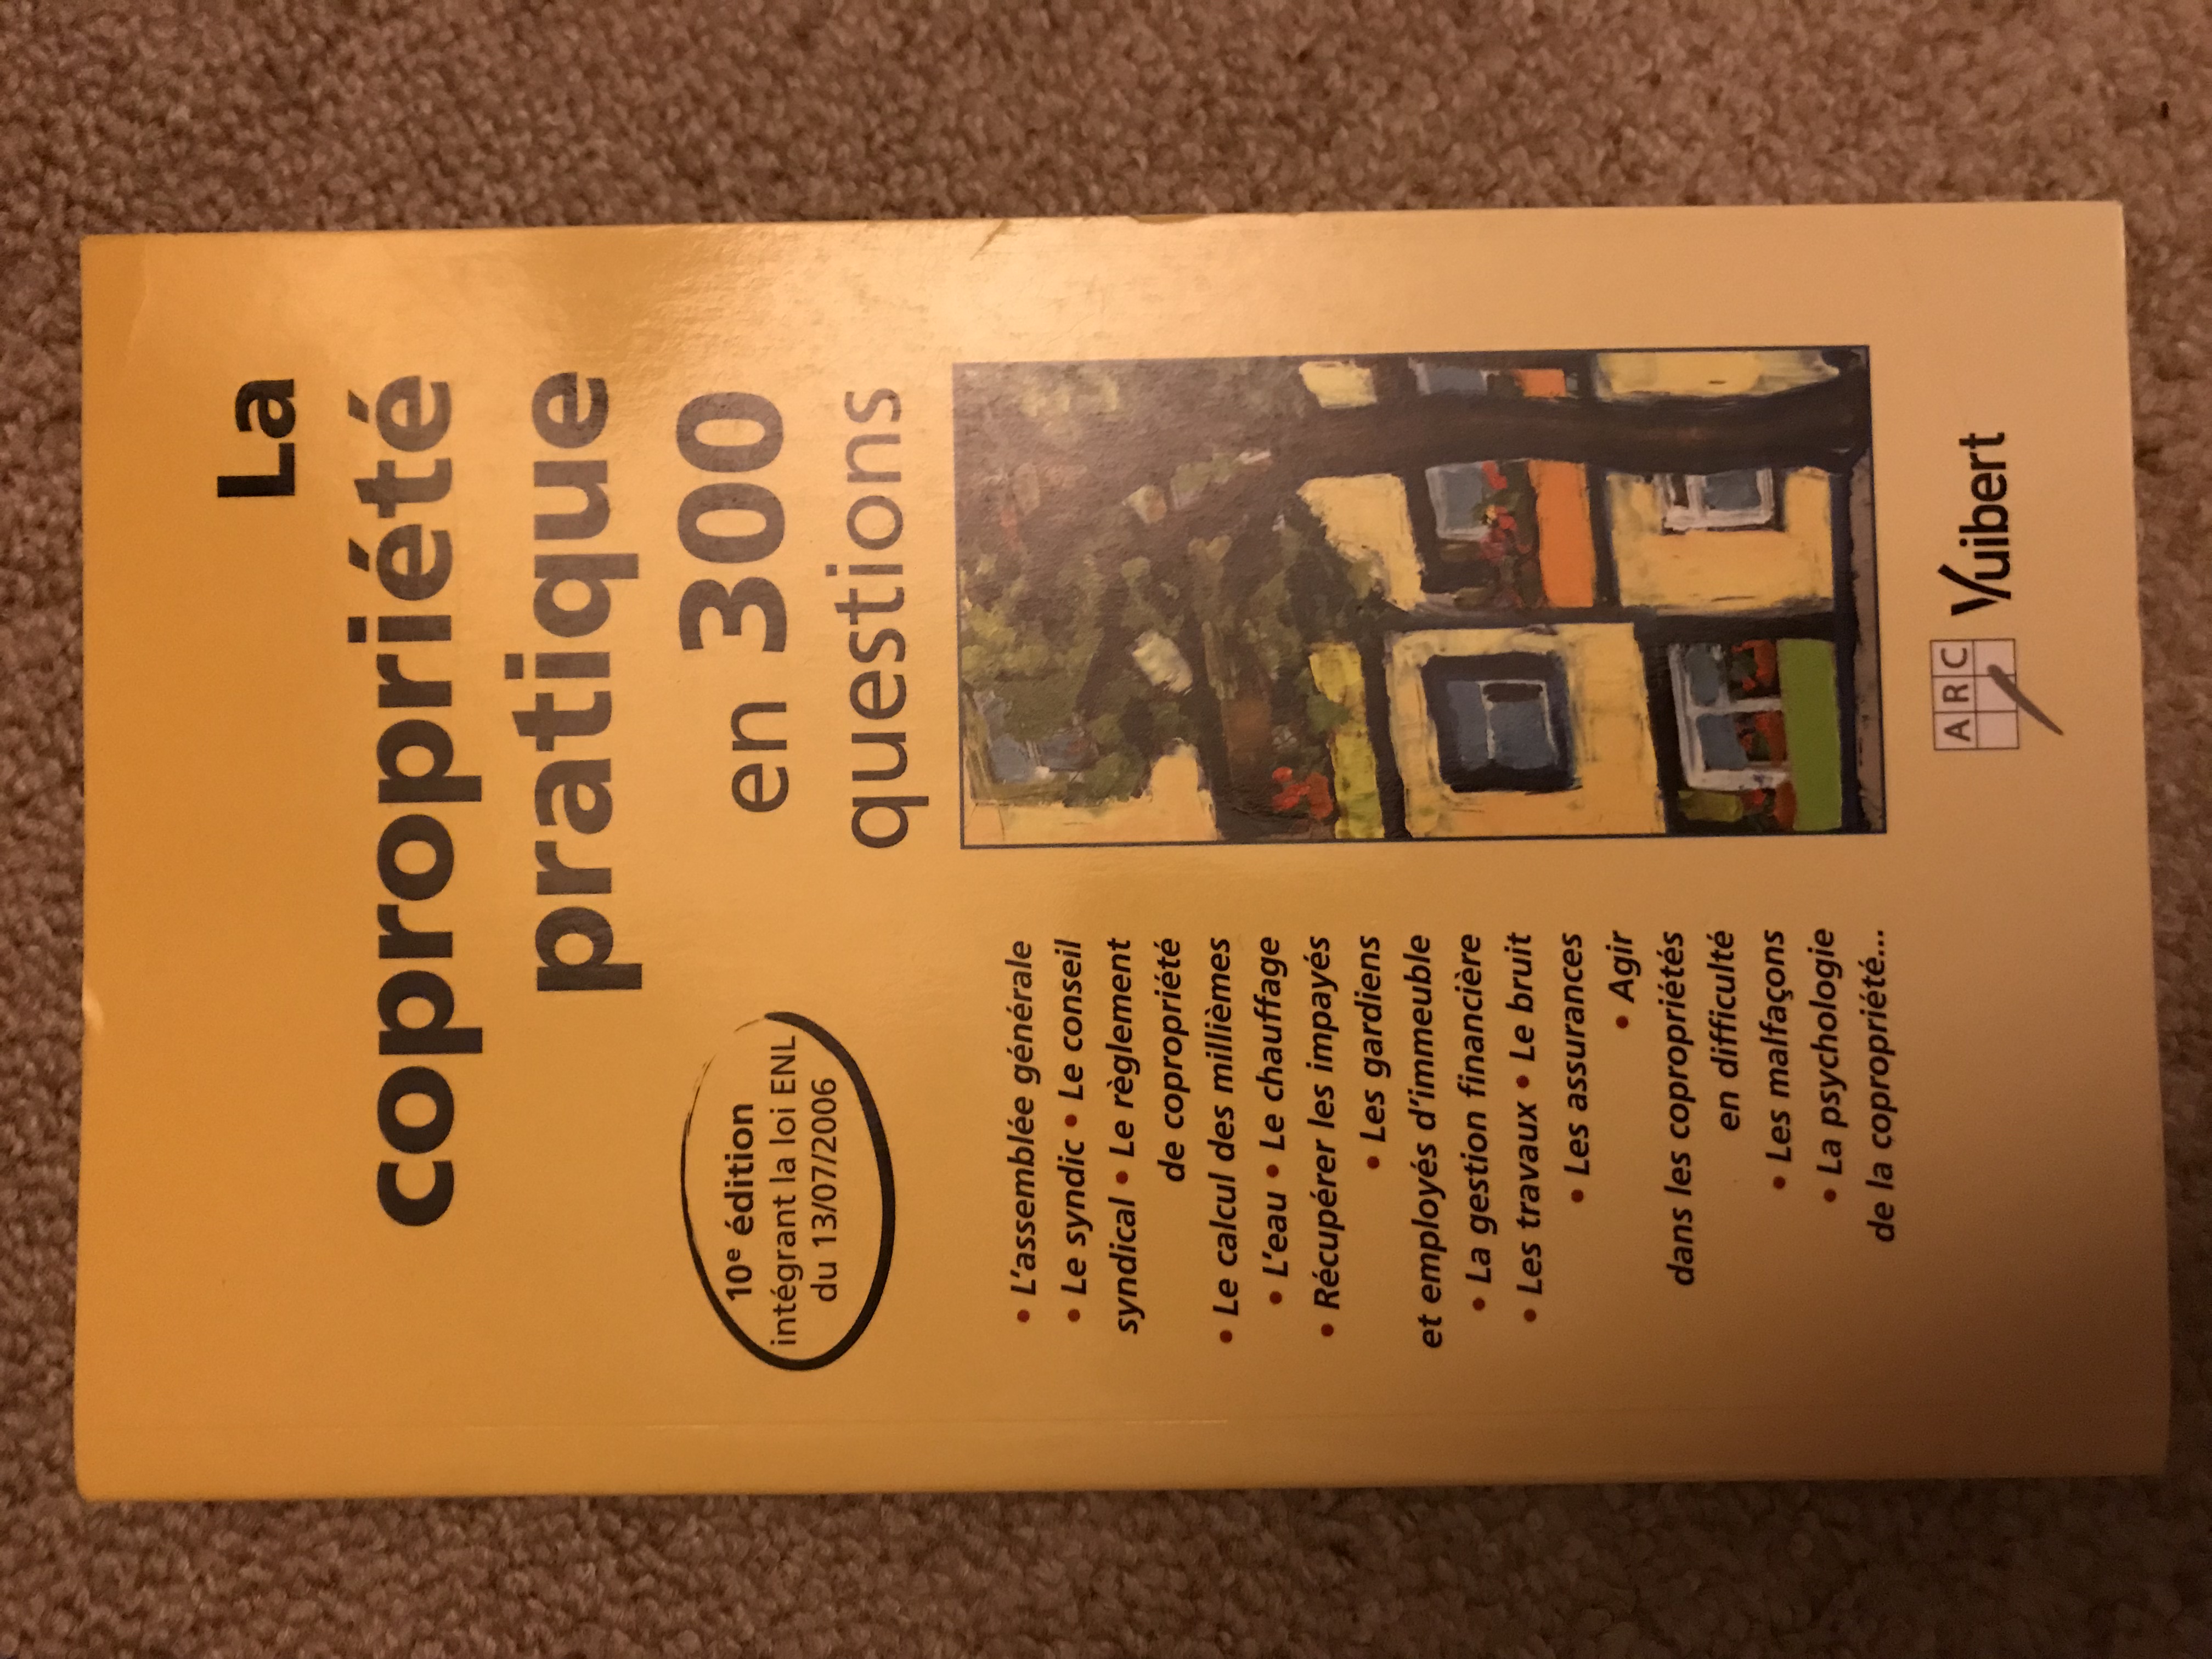 La
copropriété
pratique
en 300
questions
10e édition
intégrant la loi ENL
du 13/07/2006
• L'assemblée générale
• Le syndic • Le conseil
syndical • Le règlement
de copropriété
• Le calcul des millièmes
• L'eau • Le chauffage
• Récupérer les impayés
• Les gardiens
et employés d'immeuble
• La gestion financière
• Les travaux • Le bruit
• Les assurances
• Agir
dans les copropriétés
en difficulté
• Les malfaçons
• La psychologie
de la copropriété...
ARC
Vuibert